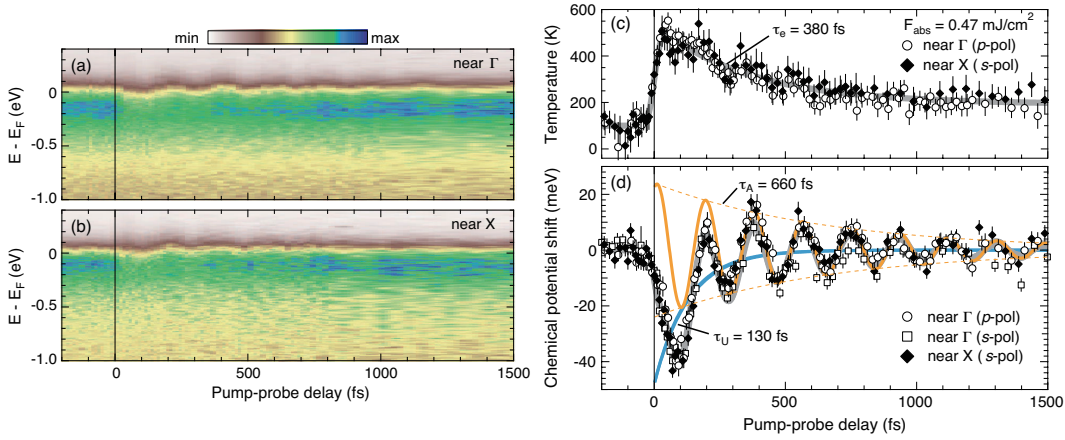 min max
(a) near Γ
0
-0.5
-1.0
E - E_F (eV)
(b) near X
0
-0.5
-1.0
E - E_F (eV)
0 500 1000 1500
Pump-probe delay (fs)
(c)
F_abs = 0.47 mJ/cm²
τ_e = 380 fs
near Γ (p-pol)
near X (s-pol)
600
400
200
0
Temperature (K)
(d)
τ_A = 660 fs
20
0
-20
-40
Chemical potential shift (meV)
τ_U = 130 fs
near Γ (p-pol)
near Γ (s-pol)
near X (s-pol)
0 500 1000 1500
Pump-probe delay (fs)